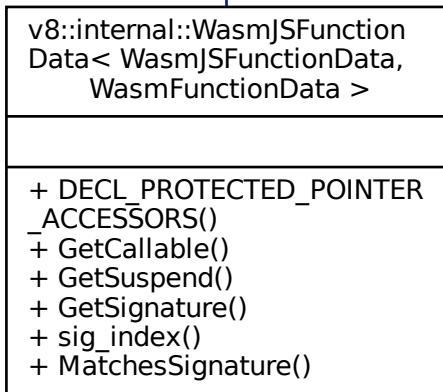 v8::internal::WasmJSFunction
Data< WasmJSFunctionData,
WasmFunctionData >
+ DECL_PROTECTED_POINTER
_ACCESSORS()
+ GetCallable()
+ GetSuspend()
+ GetSignature()
+ sig_index()
+ MatchesSignature()